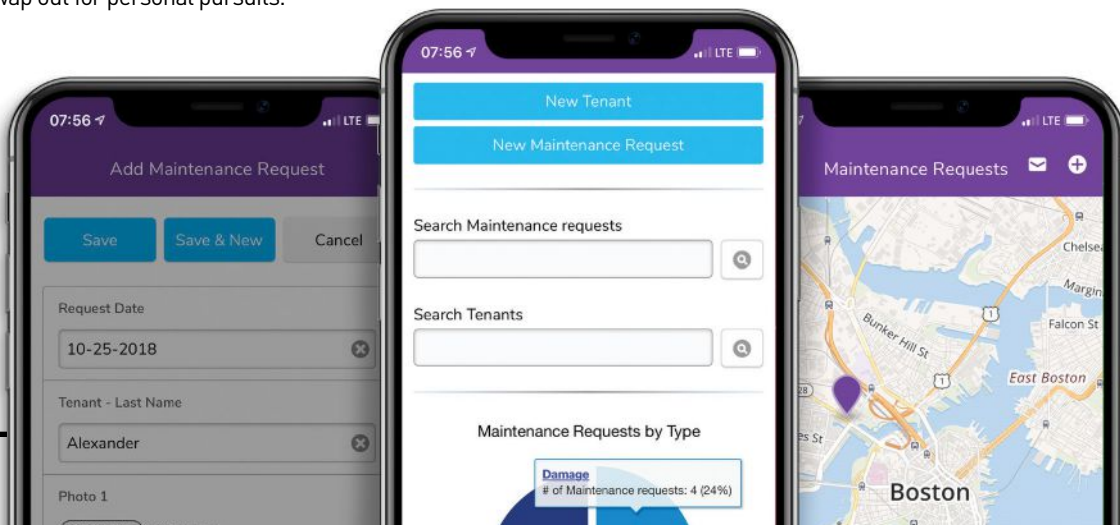 07:56
LTE
Add Maintenance Request
Save
Save & New
Cancel
Request Date
10-25-2018
Tenant - Last Name
Alexander
Photo 1
07:56
LTE
New Tenant
New Maintenance Request
Search Maintenance requests
Search Tenants
Maintenance Requests by Type
Damage
# of Maintenance requests: 4 (24%)
LTE
Maintenance Requests
Bunker Hill St
1
Falcon St
1
East Boston
Boston